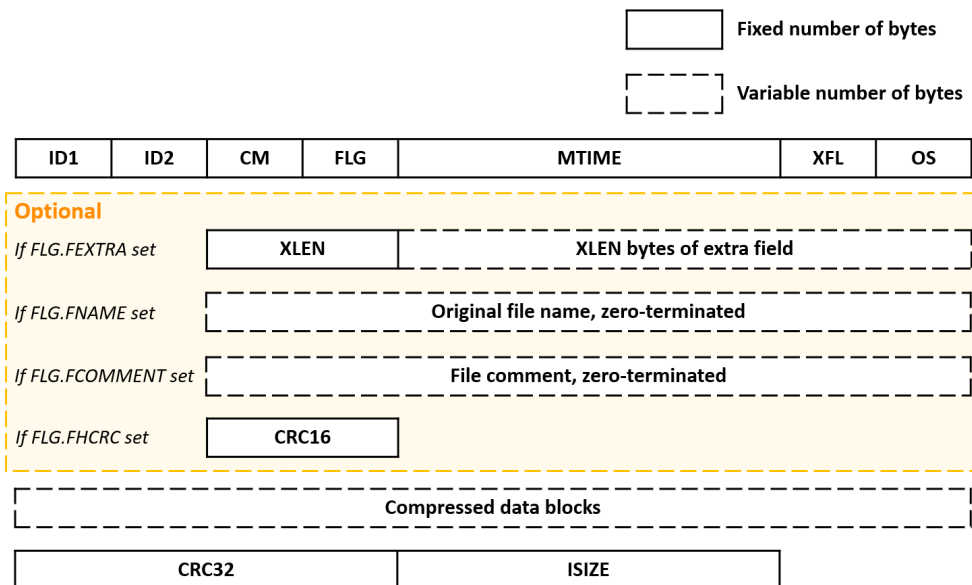 Fixed number of bytes
Variable number of bytes
ID1 ID2 CM FLG MTIME XFL OS
Optional
If FLG.FEXTRA set XLEN XLEN bytes of extra field
If FLG.FNAME set Original file name, zero-terminated
If FLG.FCOMMENT set File comment, zero-terminated
If FLG.FHCRC set CRC16
Compressed data blocks
CRC32 ISIZE